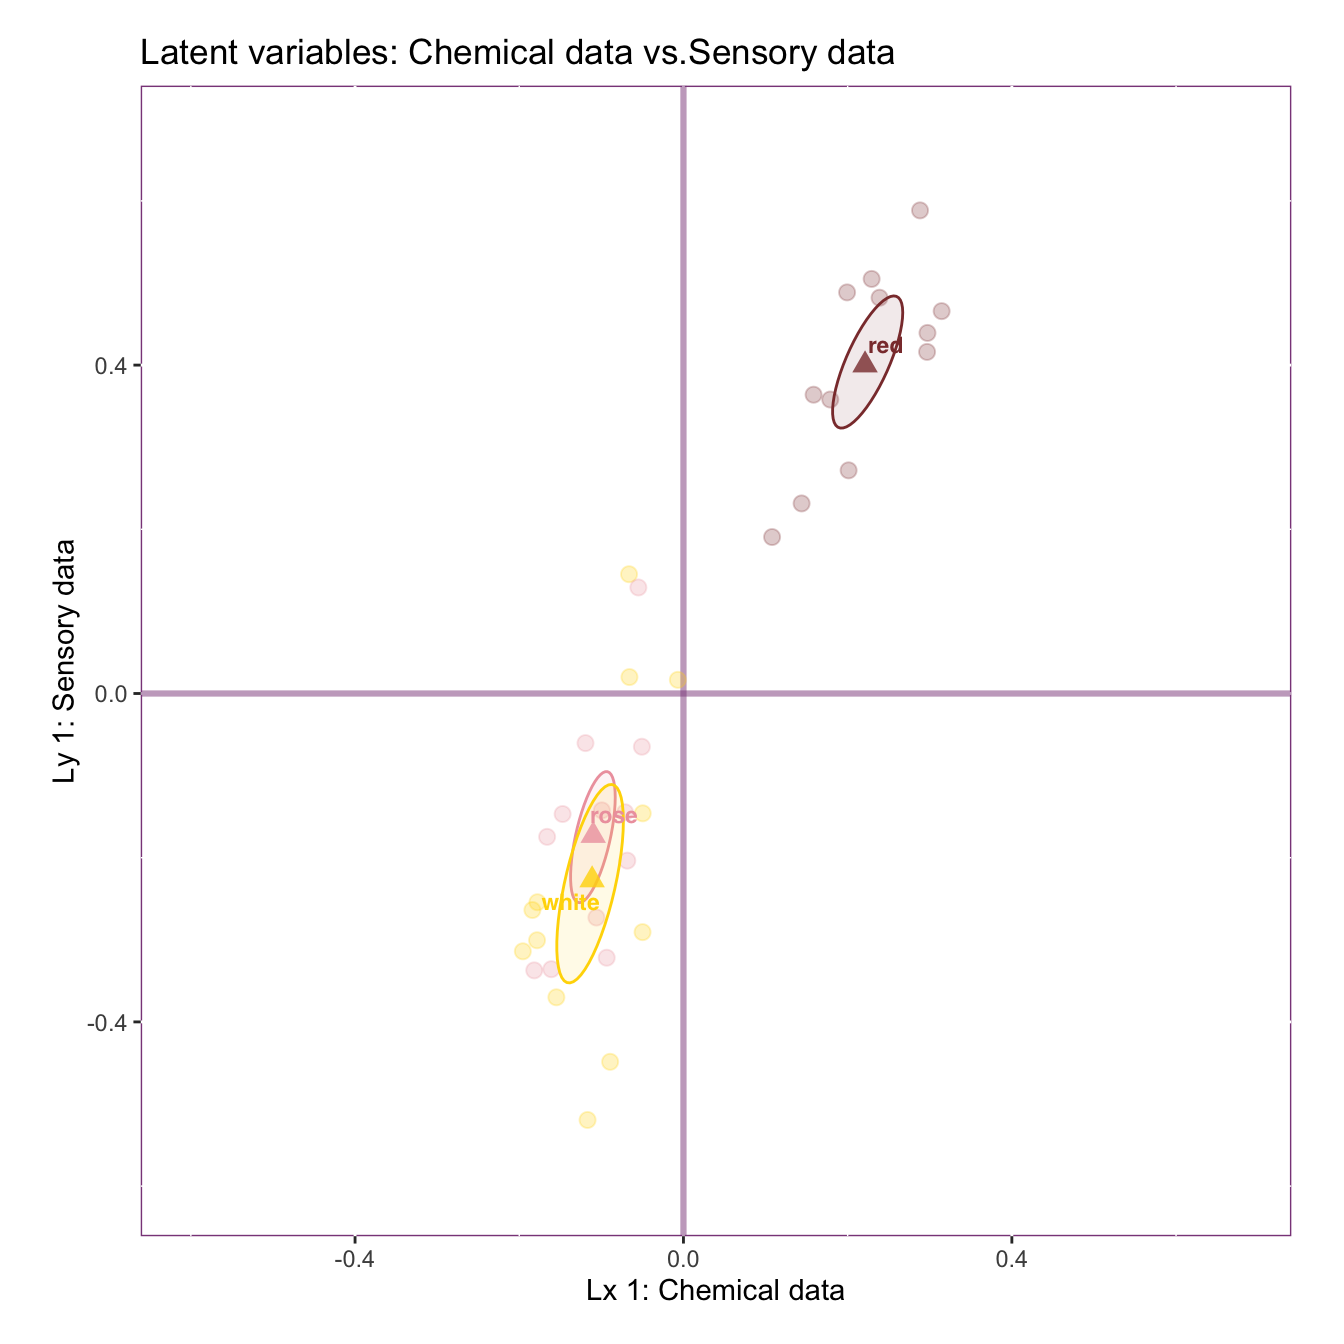 Latent variables: Chemical data vs.Sensory data
Ly 1: Sensory data
0.4
0.0
-0.4
red
rose
white
-0.4
0.0
0.4
Lx 1: Chemical data